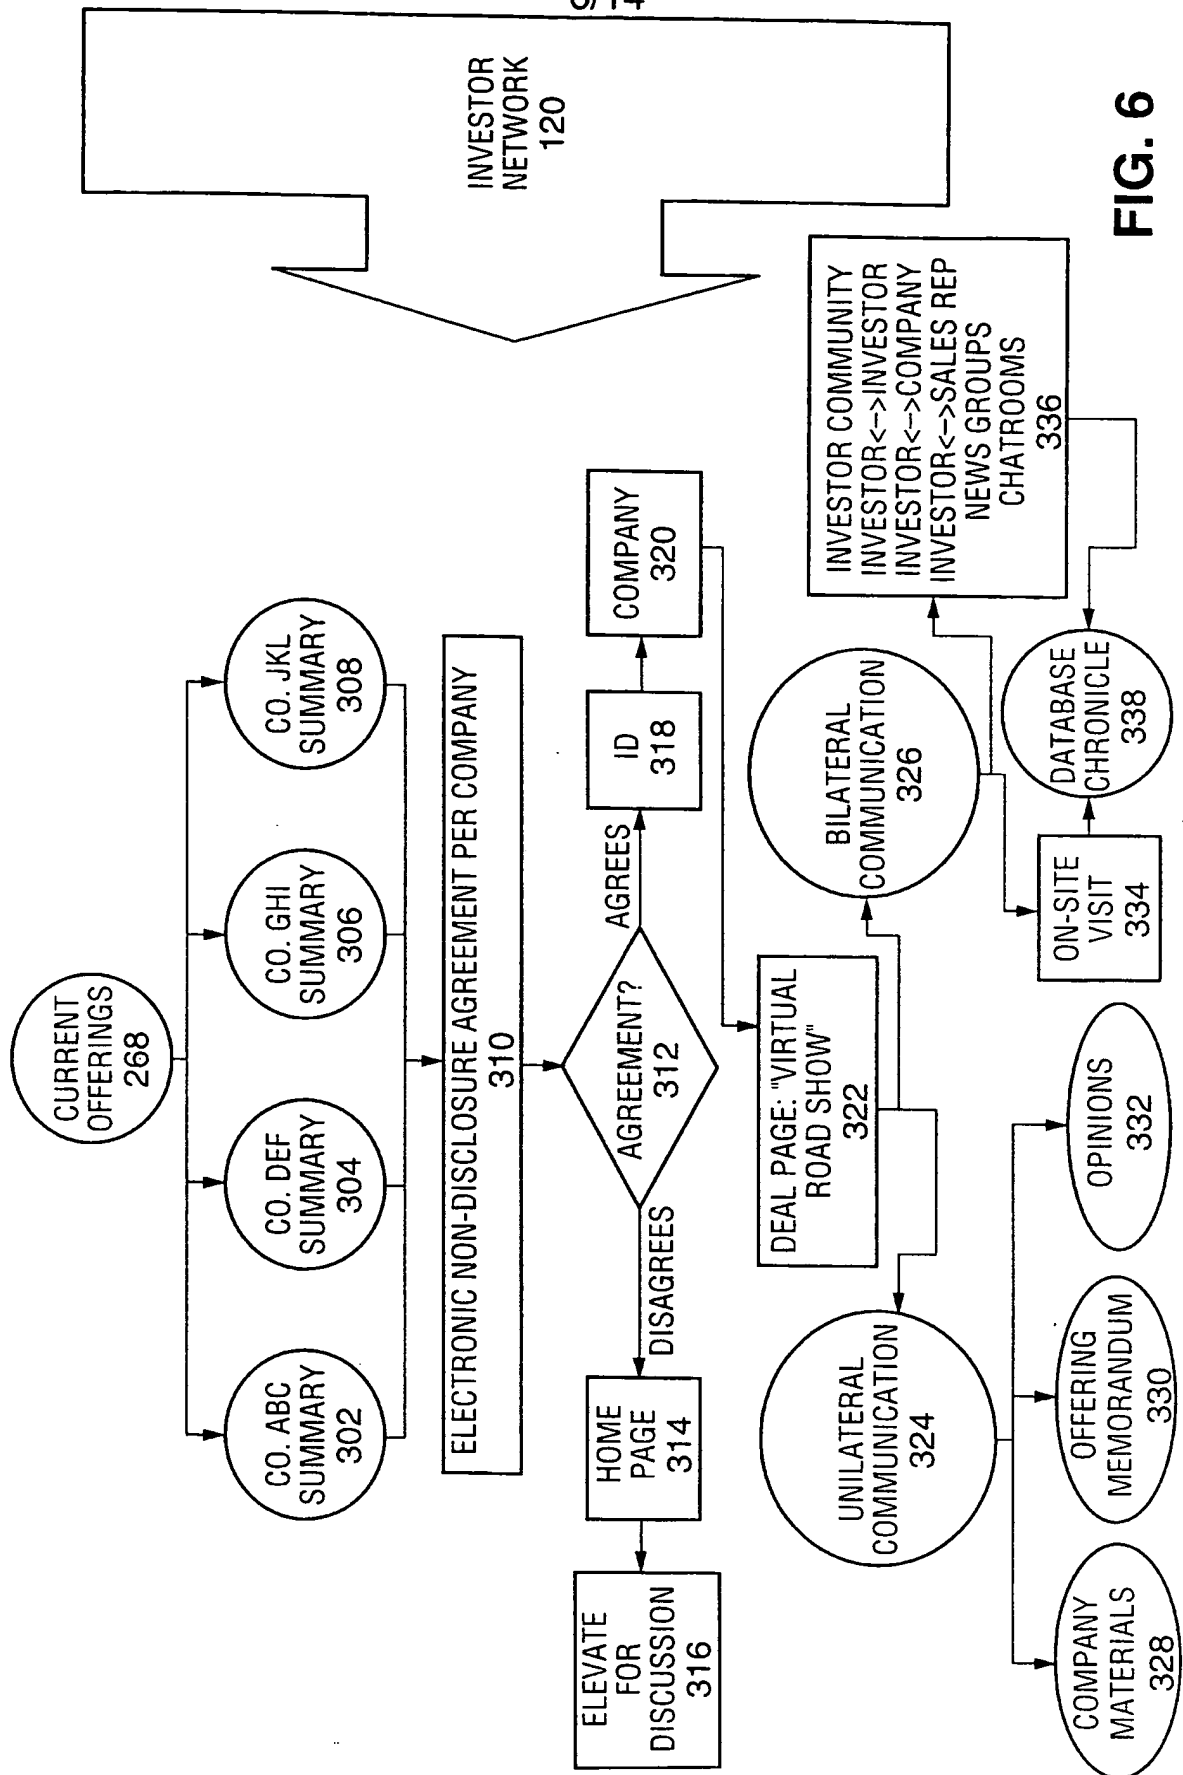 6/14
CURRENT
OFFERINGS
268
CO. ABC
SUMMARY
302
CO. DEF
SUMMARY
304
CO. GHI
SUMMARY
306
CO. JKL
SUMMARY
308
ELECTRONIC NON-DISCLOSURE AGREEMENT PER COMPANY
310
AGREEMENT?
312
DISAGREES
AGREES
HOME
PAGE
314
ELEVATE
FOR
DISCUSSION
316
ID
318
COMPANY
320
INVESTOR
NETWORK
120
DEAL PAGE: "VIRTUAL
ROAD SHOW"
322
UNILATERAL
COMMUNICATION
324
BILATERAL
COMMUNICATION
326
INVESTOR COMMUNITY
INVESTOR<-->INVESTOR
INVESTOR<-->COMPANY
INVESTOR<-->SALES REP
NEWS GROUPS
CHATROOMS
336
COMPANY
MATERIALS
328
OFFERING
MEMORANDUM
330
OPINIONS
332
ON-SITE
VISIT
334
DATABASE
CHRONICLE
338
FIG. 6